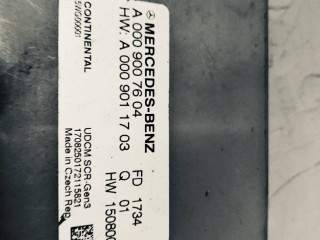 MERCEDES-BENZ
A 000 900 76 04
HW: A 000 901 17 03
FD 1734
Q 01
HW 150800
CONTINENTAL
UDCM SCR-Gen3
1708250172115821
Made in Czech Rep.